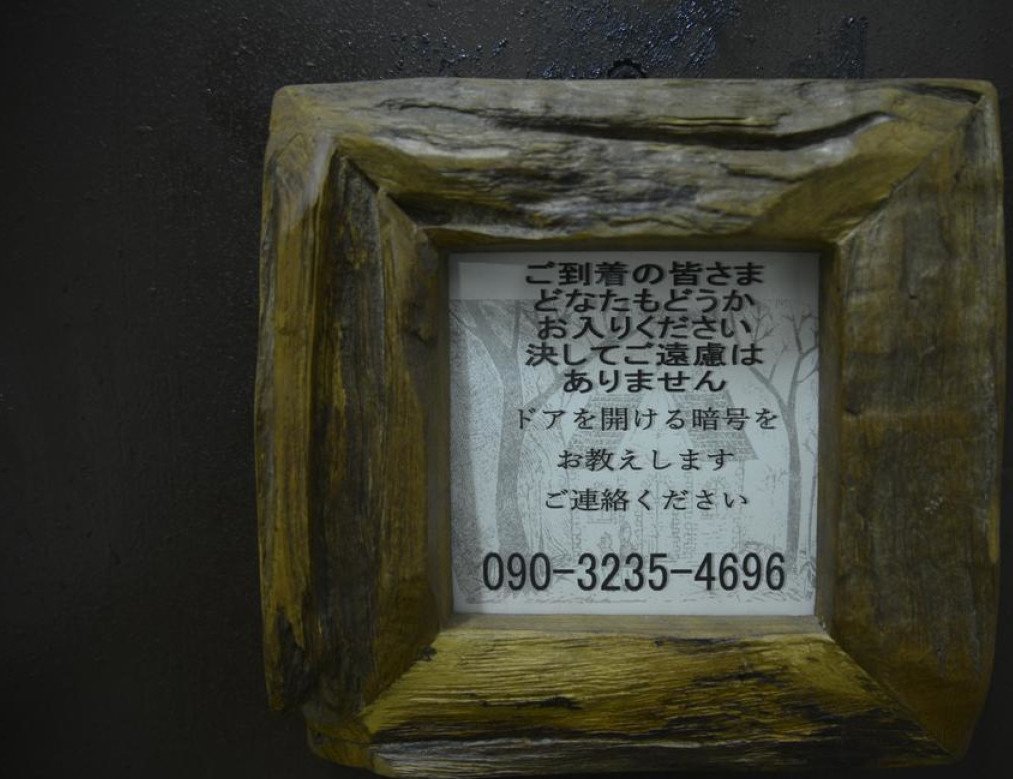 ご到着の皆さま
どなたもどうか
お入りください
決してご遠慮は
ありません
ドアを開ける暗号を
お教えします
ご連絡ください
090-3235-4696